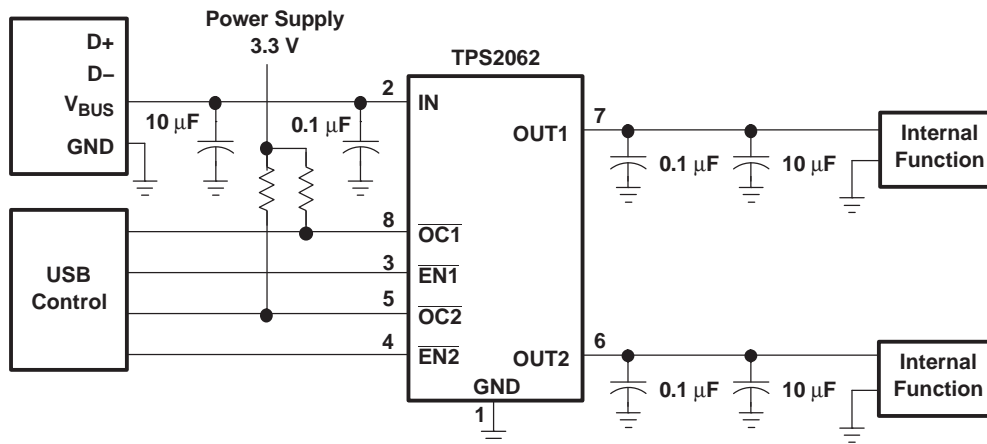 Power Supply
3.3 V
TPS2062
D+
D−
V_BUS
GND
10 μF
0.1 μF
2
IN
7
OUT1
0.1 μF
10 μF
Internal
Function
USB
Control
8
OC1
3
EN1
5
OC2
4
EN2
GND
1
6
OUT2
0.1 μF
10 μF
Internal
Function